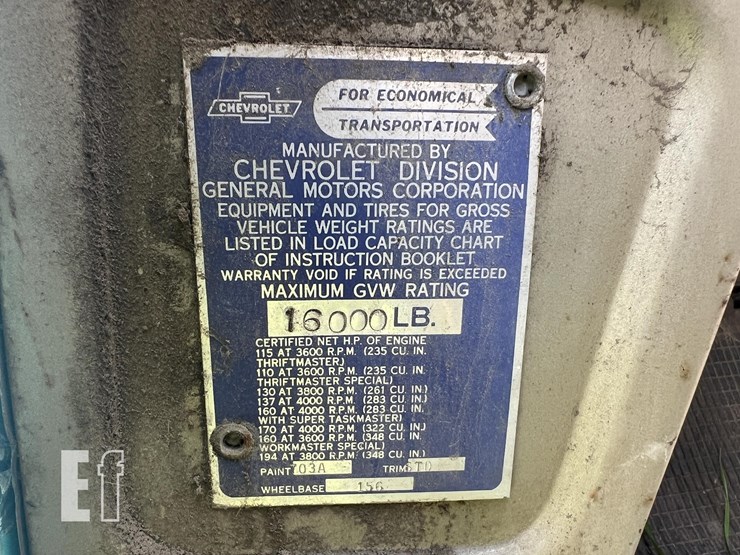 CHEVROLET
FOR ECONOMICAL
TRANSPORTATION
MANUFACTURED BY
CHEVROLET DIVISION
GENERAL MOTORS CORPORATION
EQUIPMENT AND TIRES FOR GROSS
VEHICLE WEIGHT RATINGS ARE
LISTED IN LOAD CAPACITY CHART
OF INSTRUCTION BOOKLET
WARRANTY VOID IF RATING IS EXCEEDED
MAXIMUM GVW RATING
16000 LB.
CERTIFIED NET H.P. OF ENGINE
115 AT 3600 R.P.M. (235 CU. IN.
THRIFTMASTER)
110 AT 3600 R.P.M. (235 CU. IN.
THRIFTMASTER SPECIAL)
130 AT 3800 R.P.M. (261 CU. IN.)
137 AT 4000 R.P.M. (283 CU. IN.)
160 AT 4000 R.P.M. (283 CU. IN.
WITH SUPER TASKMASTER)
170 AT 4000 R.P.M. (322 CU. IN.)
160 AT 3600 R.P.M. (348 CU. IN.
WORKMASTER SPECIAL)
194 AT 3800 R.P.M. (348 CU. IN.)
PAINT 703A TRIM STD
WHEELBASE 156
Ef